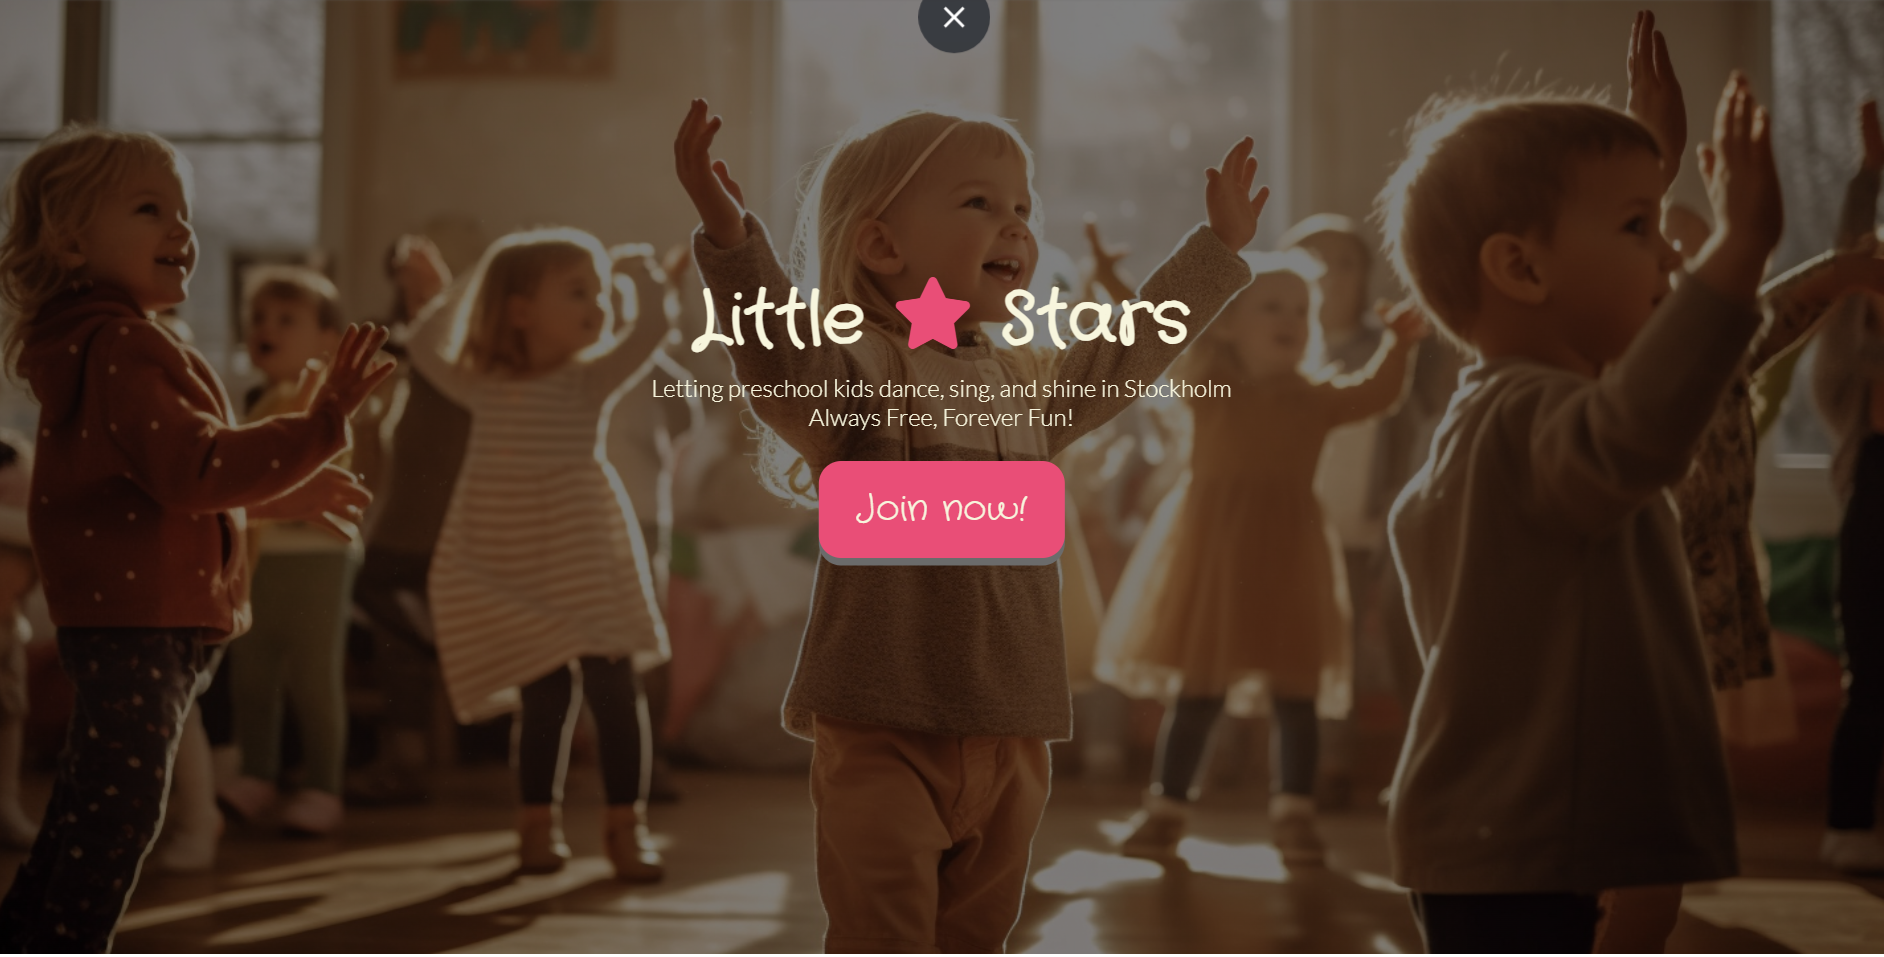 Little Stars
Letting preschool kids dance, sing, and shine in Stockholm
Always Free, Forever Fun!
Join now!